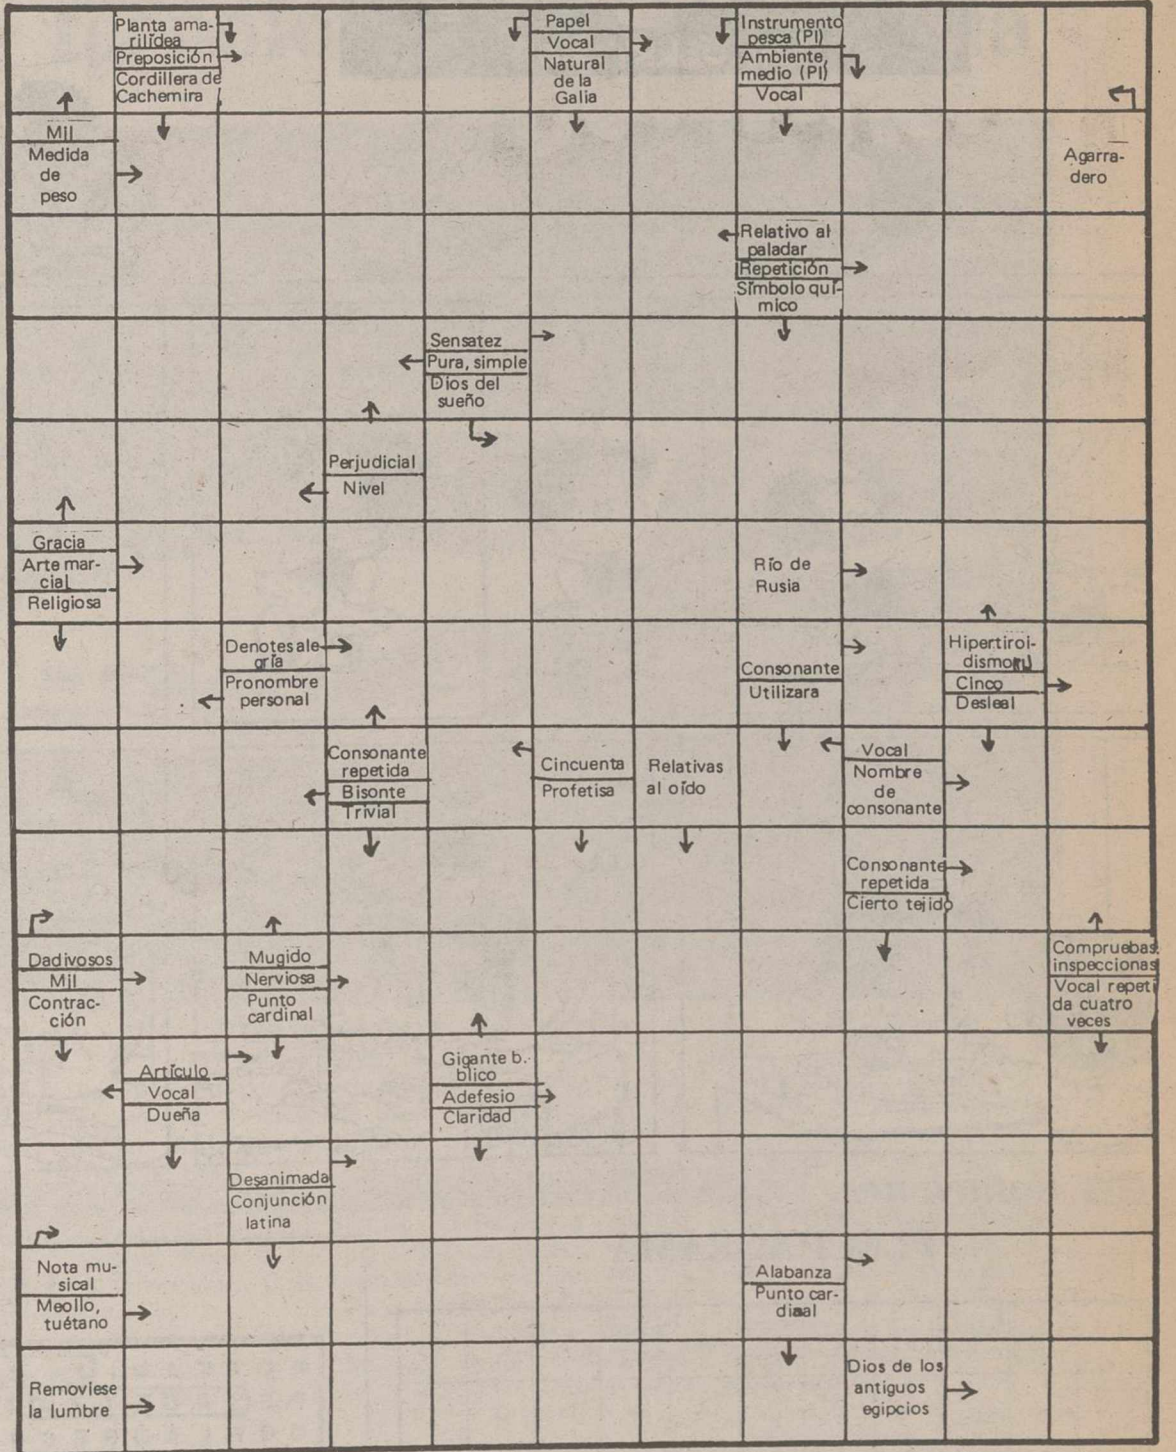 Planta ama-
rilídea
Preposición
Cordillera de
Cachemira
Papel
Vocal
Natural
de la
Galia
Instrumento
pesca (Pl)
Ambiente,
medio (Pl)
Vocal
Mil
Medida
de
peso
Agarra-
dero
Relativo al
paladar
Repetición
Símbolo quí-
mico
Sensatez
Pura, simple
Dios del
sueño
Perjudicial
Nivel
Gracia
Arte mar-
cial
Religiosa
Río de
Rusia
Denotes ale-
gría
Pronombre
personal
Consonante
Utilizara
Hipertiroi-
Cinco
Desleal
Consonante
repetida
Bisonte
Trivial
Cincuenta
Profetisa
Relativas
al oído
Vocal
Nombre
de
consonante
Consonante
repetida
Cierto tejido
Dadivosos
Mil
Contrac-
ción
Mugido
Nerviosa
Punto
cardinal
Compruebas,
inspeccionas
Vocal repeti
da cuatro
veces
Artículo
Vocal
Dueña
Gigante b.-
blico
Adefesio
Claridad
Desanimada
Conjunción
latina
Nota mu-
sical
Meollo,
tuétano
Alabanza
Punto car-
dinal
Removiese
la lumbre
Dios de los
antiguos
egipcios